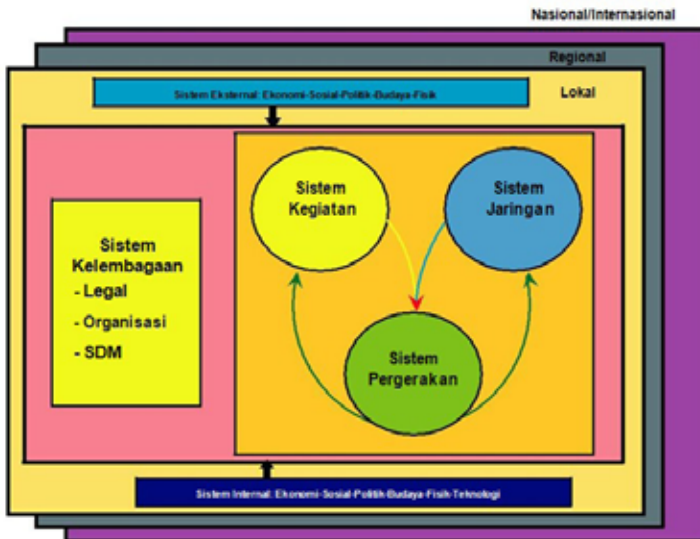 Nasional/Internasional
Regional
Lokal
Sistem Eksternal: Ekonomi-Sosial-Politik-Budaya-Fisik
Sistem
Kegiatan
Sistem
Jaringan
Sistem
Kelembagaan
- Legal
- Organisasi
- SDM
Sistem
Pergerakan
Sistem Internal: Ekonomi-Sosial-Politik-Budaya-Fisik-Teknologi